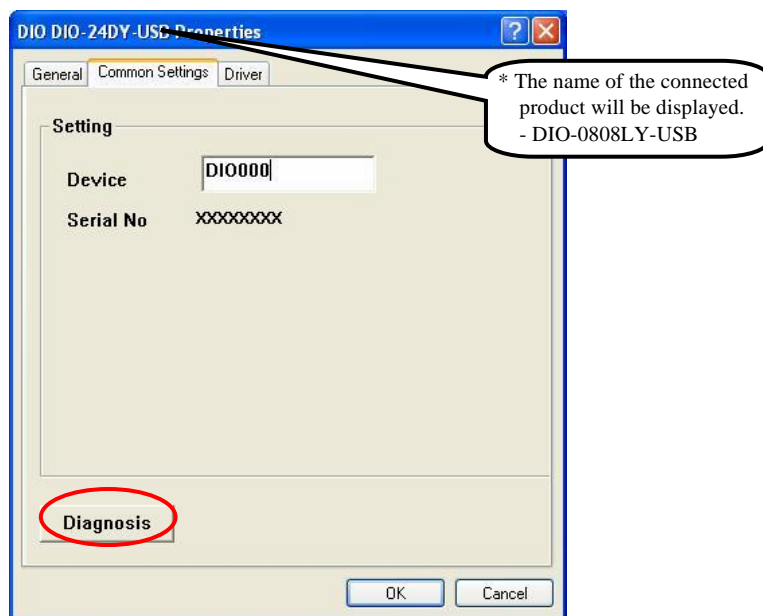 DIO DIO-24DY-USB Properties
General Common Settings Driver
* The name of the connected
product will be displayed.
- DIO-0808LY-USB
Setting
Device DIO000
Serial No XXXXXXXX
Diagnosis
OK Cancel